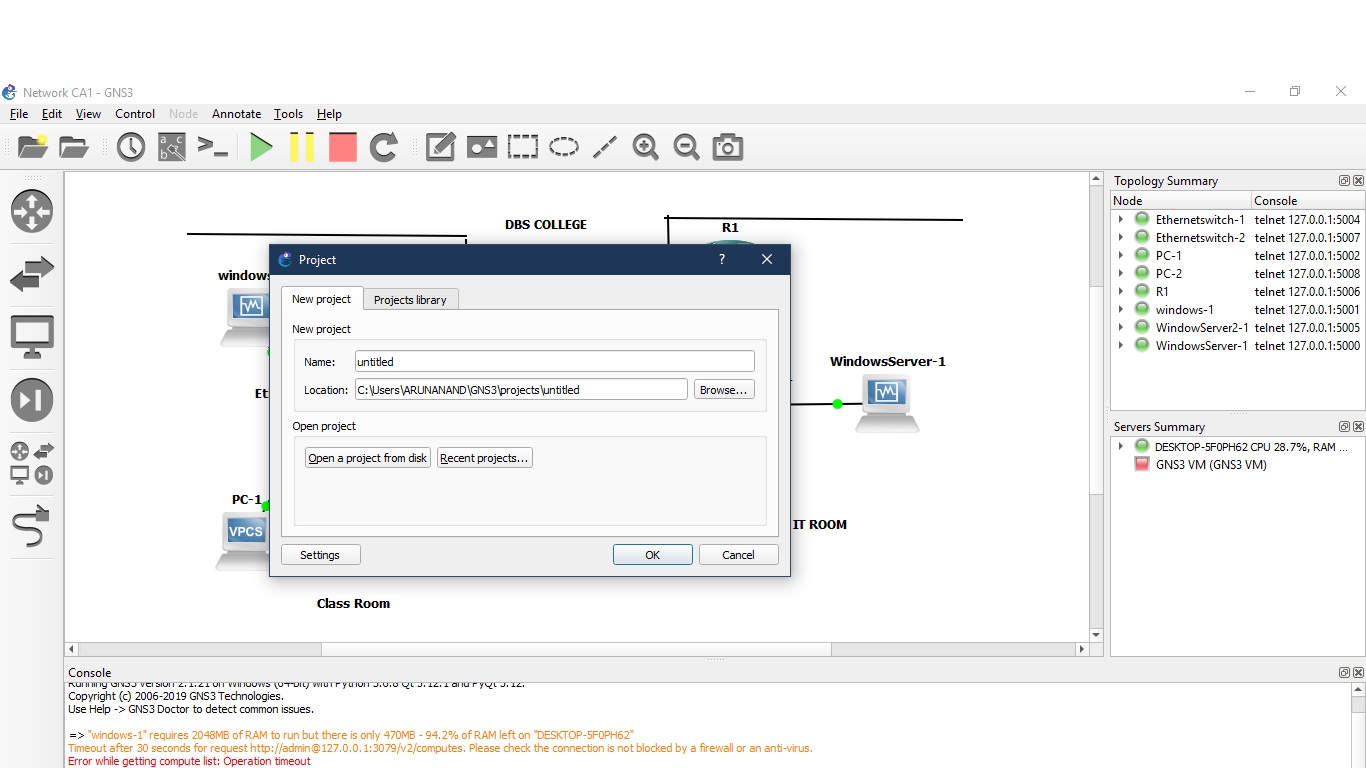 Network CA1 - GNS3
File Edit View Control Node Annotate Tools Help
DBS COLLEGE
R1
windows
WindowsServer-1
PC-1
VPCS
IT ROOM
Class Room
Project
?
New project Projects library
New project
Name: untitled
Location: C:\Users\ARUNANAND\GNS3\projects\untitled Browse...
Open project
Open a project from disk Recent projects...
Settings OK Cancel
Topology Summary
Node Console
Ethernetswitch-1 telnet 127.0.0.1:5004
Ethernetswitch-2 telnet 127.0.0.1:5007
PC-1 telnet 127.0.0.1:5002
PC-2 telnet 127.0.0.1:5008
R1 telnet 127.0.0.1:5006
windows-1 telnet 127.0.0.1:5001
WindowServer2-1 telnet 127.0.0.1:5005
WindowsServer-1 telnet 127.0.0.1:5000
Servers Summary
DESKTOP-5F0PH62 CPU 28.7%, RAM ...
GNS3 VM (GNS3 VM)
Console
Running GNS3 version 2.1.21 on Windows (64-bit) with Python 3.6.8 Qt 5.12.1 and PyQt 5.12.
Copyright (c) 2006-2019 GNS3 Technologies.
Use Help -> GNS3 Doctor to detect common issues.
=> "windows-1" requires 2048MB of RAM to run but there is only 470MB - 94.2% of RAM left on "DESKTOP-5F0PH62"
Timeout after 30 seconds for request http://admin@127.0.0.1:3079/v2/computes. Please check the connection is not blocked by a firewall or an anti-virus.
Error while getting compute list: Operation timeout